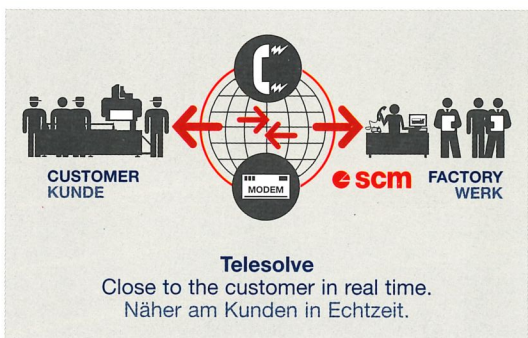 MODEM
CUSTOMER
KUNDE
scm
FACTORY
WERK
Telesolve
Close to the customer in real time.
Näher am Kunden in Echtzeit.